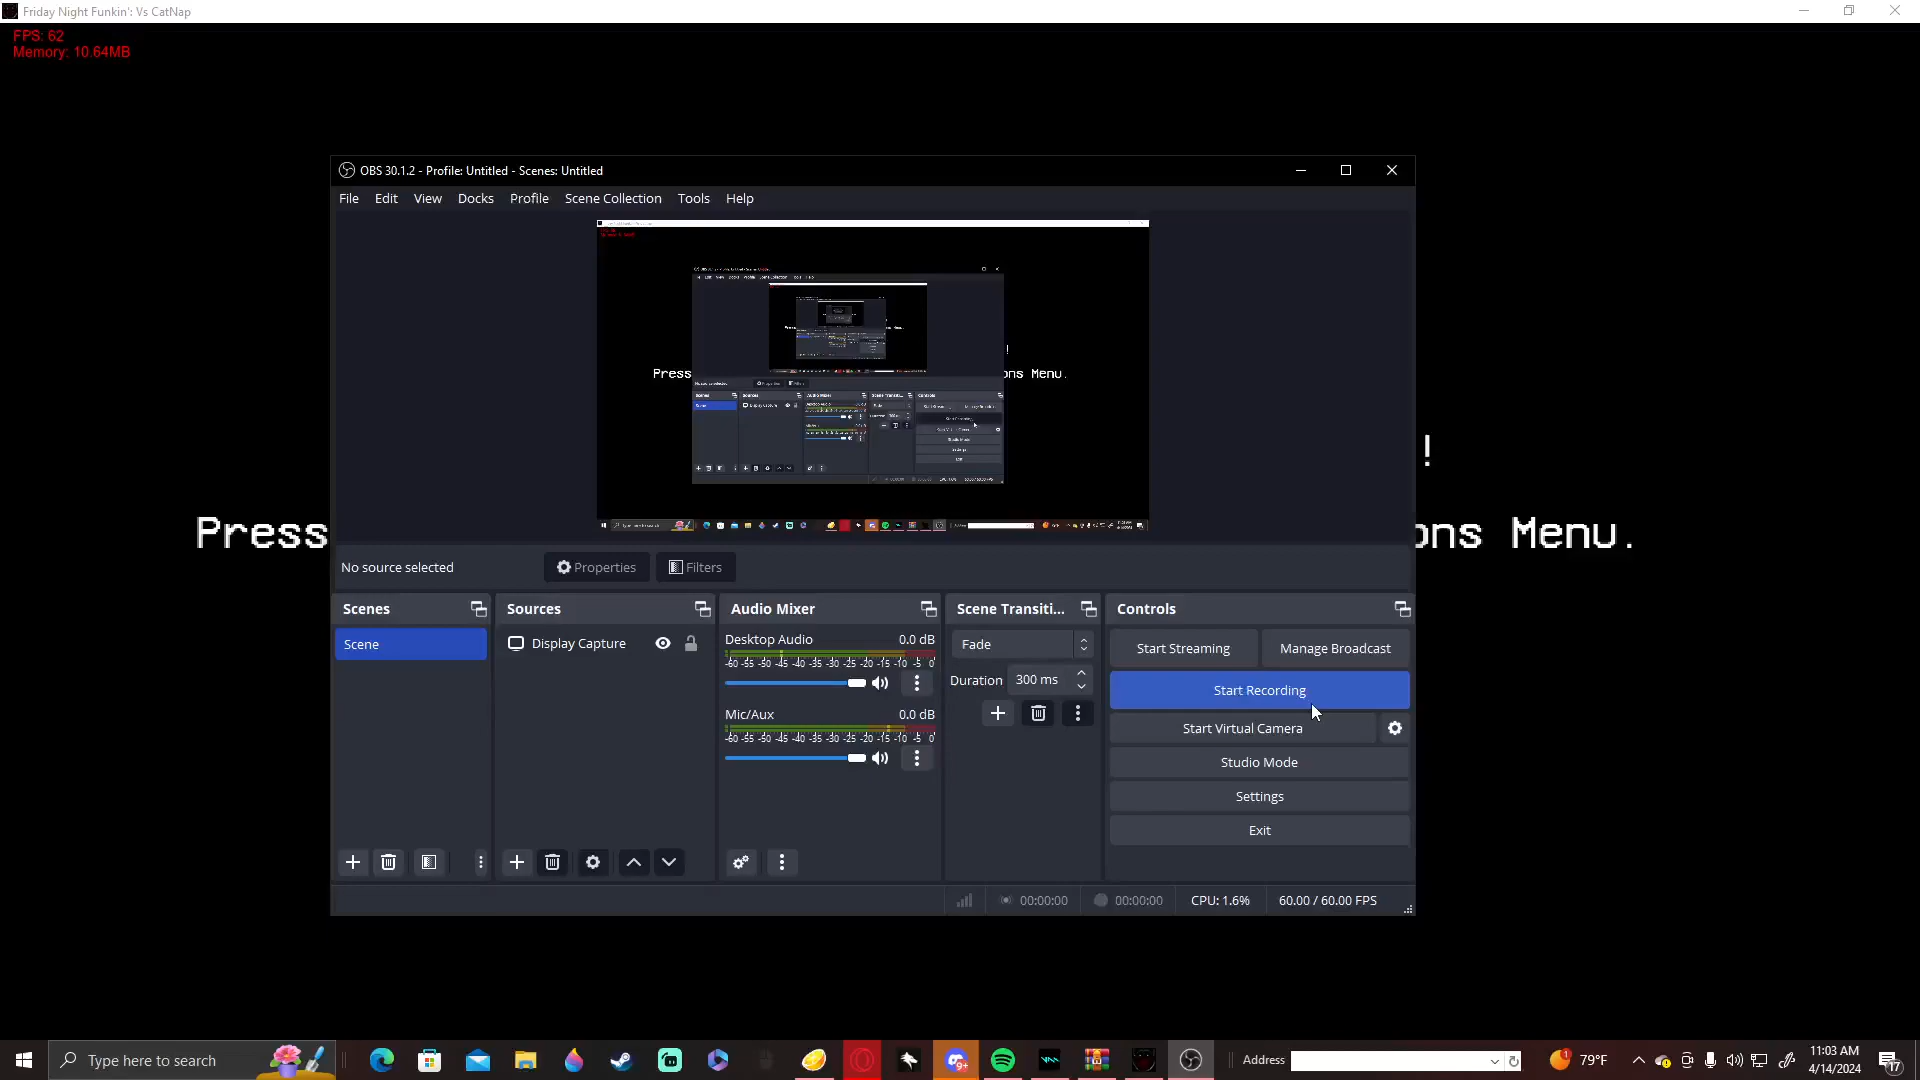 Friday Night Funkin': Vs CatNap
FPS: 62
Memory: 10.64MB
OBS 30.1.2 - Profile: Untitled - Scenes: Untitled
File Edit View Docks Profile Scene Collection Tools Help
!
Press
ons Menu.
Press
ons Menu.
!
No source selected
Properties
Filters
Scenes
Scene
Sources
Display Capture
Audio Mixer
Desktop Audio 0.0 dB
-60 -55 -50 -45 -40 -35 -30 -25 -20 -15 -10 -5 0
Mic/Aux 0.0 dB
-60 -55 -50 -45 -40 -35 -30 -25 -20 -15 -10 -5 0
Scene Transiti...
Fade
Duration 300 ms
Controls
Start Streaming
Manage Broadcast
Start Recording
Start Virtual Camera
Studio Mode
Settings
Exit
00:00:00
00:00:00
CPU: 1.6%
60.00 / 60.00 FPS
Type here to search
9+
Address
1
79°F
11:03 AM
4/14/2024
17